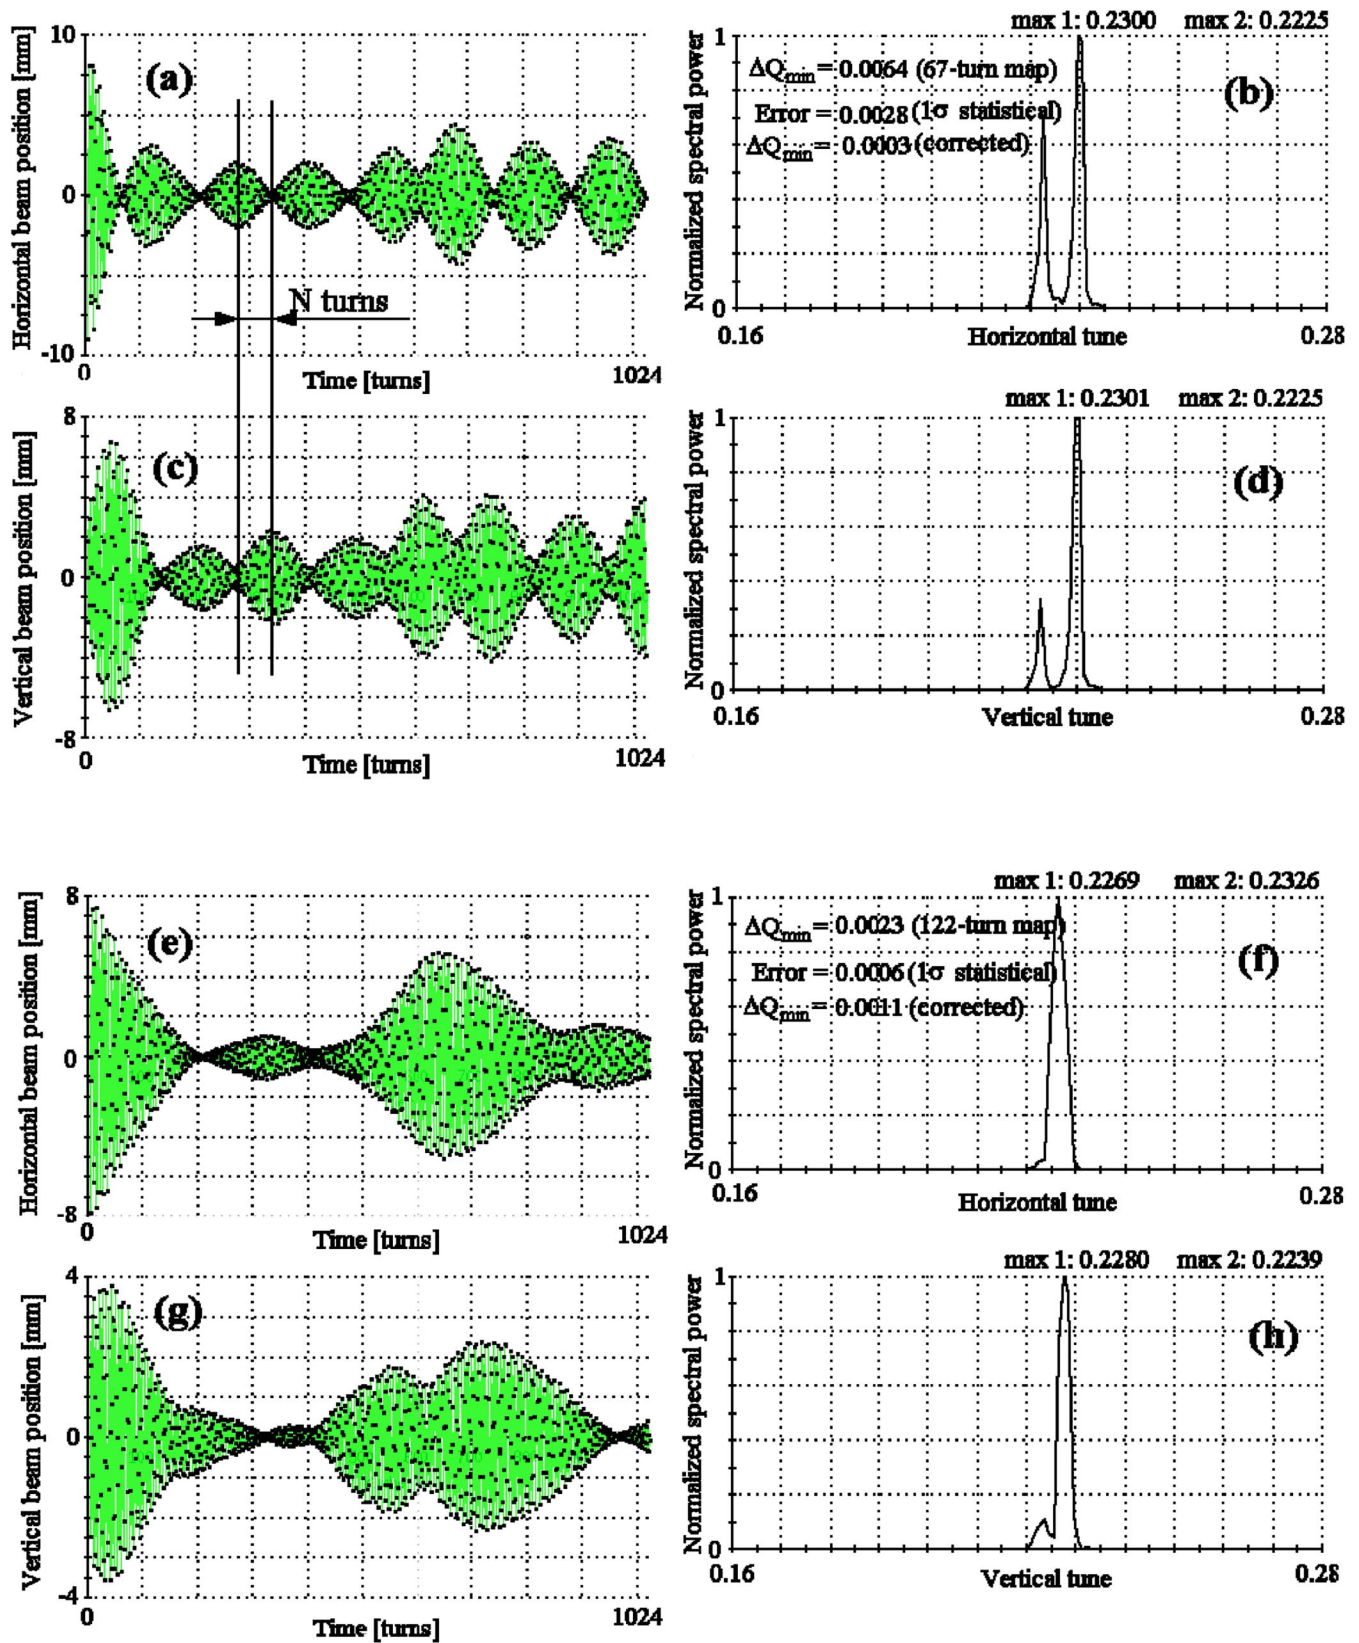 max 1: 0.2300 max 2: 0.2225
10
0
-10
Horizontal beam position [mm]
(a)
N turns
0
Time [turns]
1024
1
0
Normalized spectral power
ΔQmin = 0.0064 (67-turn map)
Error = 0.0028 (1σ statistical)
ΔQmin = 0.0003 (corrected)
(b)
0.16
Horizontal tune
0.28
max 1: 0.2301 max 2: 0.2225
8
0
-8
Vertical beam position [mm]
(c)
0
Time [turns]
1024
1
0
Normalized spectral power
(d)
0.16
Vertical tune
0.28
max 1: 0.2269 max 2: 0.2326
8
0
-8
Horizontal beam position [mm]
(e)
0
Time [turns]
1024
1
0
Normalized spectral power
ΔQmin = 0.0023 (122-turn map)
Error = 0.0006 (1σ statistical)
ΔQmin = 0.0011 (corrected)
(f)
0.16
Horizontal tune
0.28
max 1: 0.2280 max 2: 0.2239
4
0
-4
Vertical beam position [mm]
(g)
0
Time [turns]
1024
1
0
Normalized spectral power
(h)
0.16
Vertical tune
0.28